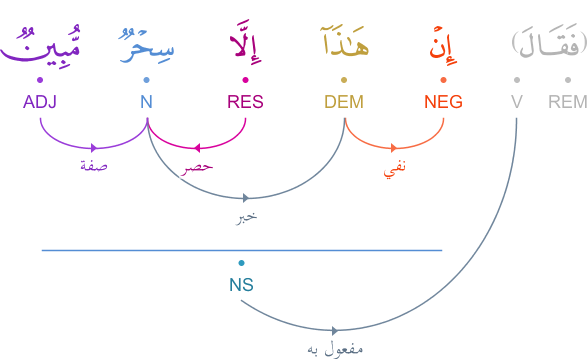 (فَقَالَ) إِنۡ هَٰذَآ إِلَّا سِحۡرٞ مُّبِينٞ
REM V NEG DEM RES N ADJ
نفي حصر صفة
خبر
NS
مفعول به